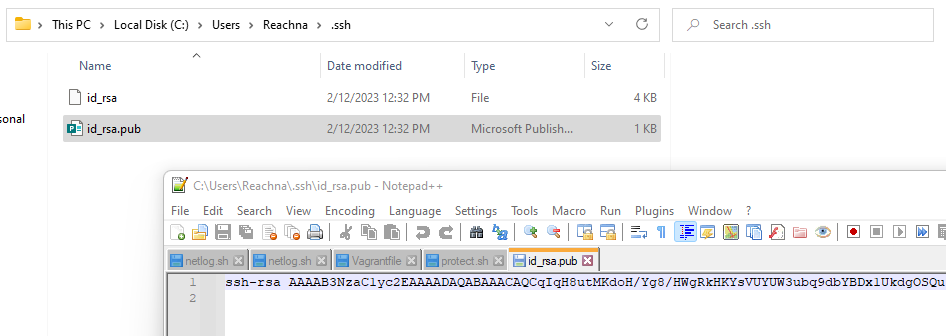 This PC > Local Disk (C:) > Users > Reachna > .ssh
Search .ssh
Name Date modified Type Size
id_rsa 2/12/2023 12:32 PM File 4 KB
sonal
id_rsa.pub 2/12/2023 12:32 PM Microsoft Publish... 1 KB
C:\Users\Reachna\.ssh\id_rsa.pub - Notepad++
File Edit Search View Encoding Language Settings Tools Macro Run Plugins Window ?
netlog.sh netlog.sh Vagrantfile protect.sh id_rsa.pub
1 ssh-rsa AAAAB3NzaC1yc2EAAAADAQABAAACAQCqIqH8utMKdoH/Yg8/HWgRkHKYsVUYUW3ubq9dbYBDx1UkdgOSQu
2